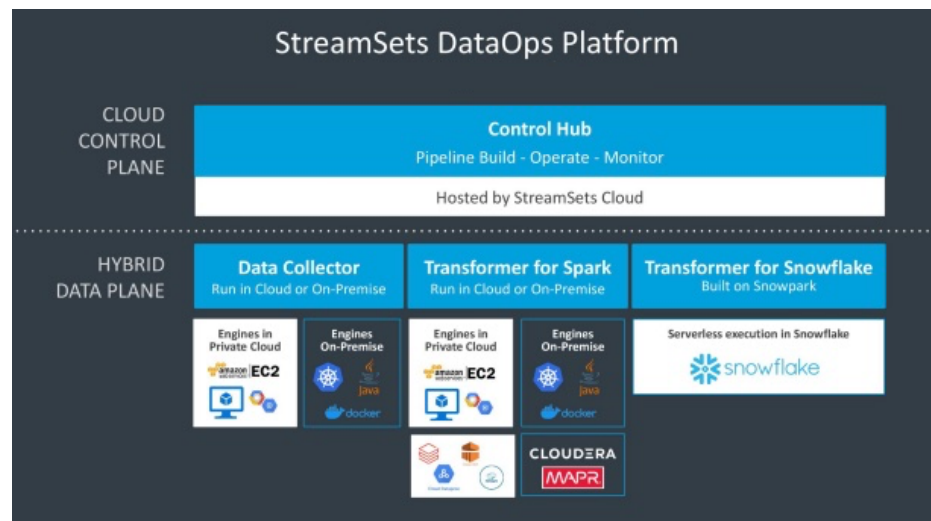 StreamSets DataOps Platform
CLOUD
CONTROL
PLANE
Control Hub
Pipeline Build - Operate - Monitor
Hosted by StreamSets Cloud
HYBRID
DATA PLANE
Data Collector
Run in Cloud or On-Premise
Transformer for Spark
Run in Cloud or On-Premise
Transformer for Snowflake
Built on Snowpark
Engines in
Private Cloud
amazon EC2
Engines
On-Premise
Java
docker
Engines in
Private Cloud
amazon EC2
Engines
On-Premise
Java
docker
Serverless execution in Snowflake
snowflake
CLOUDERA
MAPR